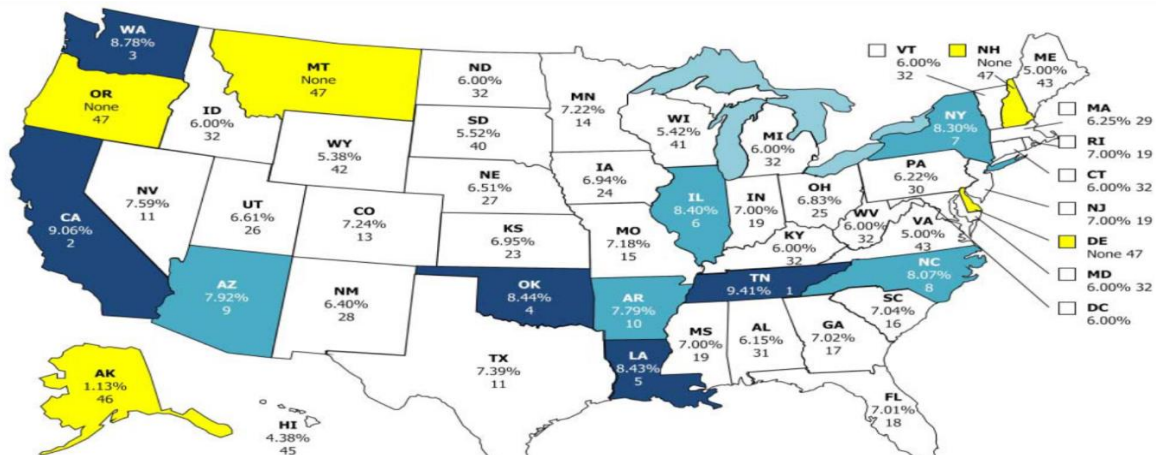 WA
8.78%
3
OR
None
47
CA
9.06%
2
NV
7.59%
11
ID
6.00%
32
MT
None
47
WY
5.38%
42
UT
6.61%
26
AZ
7.92%
9
CO
7.24%
13
NM
6.40%
28
ND
6.00%
32
SD
5.52%
40
NE
6.51%
27
KS
6.95%
23
OK
8.44%
4
TX
7.39%
11
MN
7.22%
14
IA
6.94%
24
MO
7.18%
15
AR
7.79%
10
LA
8.43%
5
WI
5.42%
41
IL
8.40%
6
MI
6.00%
32
IN
7.00%
19
OH
6.83%
25
KY
6.00%
32
TN
9.41% 1
MS
7.00%
19
AL
6.15%
31
GA
7.02%
17
FL
7.01%
18
SC
7.04%
16
NC
8.07%
8
VA
5.00%
43
WV
6.00%
32
PA
6.22%
30
NY
8.30%
7
VT
6.00%
32
NH
None
47
ME
5.00%
43
MA
6.25% 29
RI
7.00% 19
CT
6.00% 32
NJ
7.00% 19
DE
None 47
MD
6.00% 32
DC
6.00%
AK
1.13%
46
HI
4.38%
45